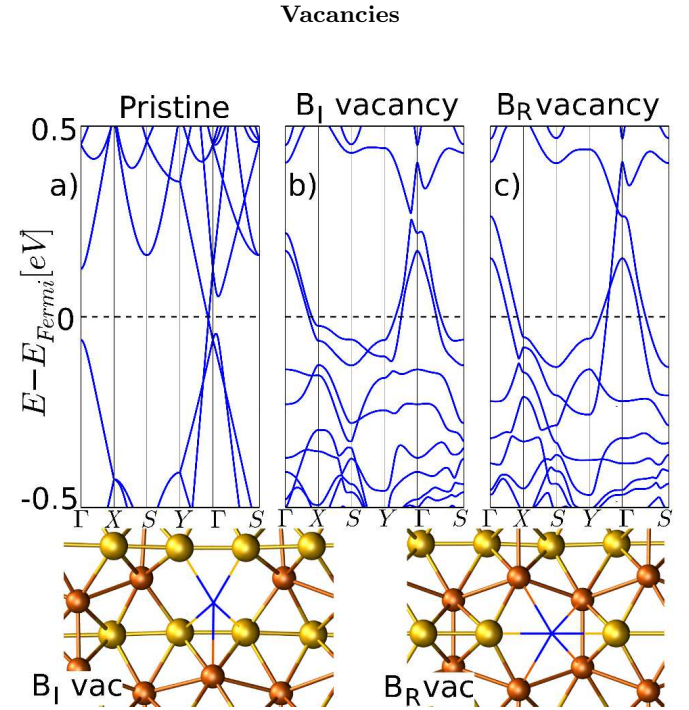 Vacancies
Pristine
B_I vacancy
B_R vacancy
0.5
a)
b)
c)
E−E_Fermi[eV]
0
-0.5
Γ X S Y Γ S Γ X S Y Γ S Γ X S Y Γ S
B_I vac
B_R vac